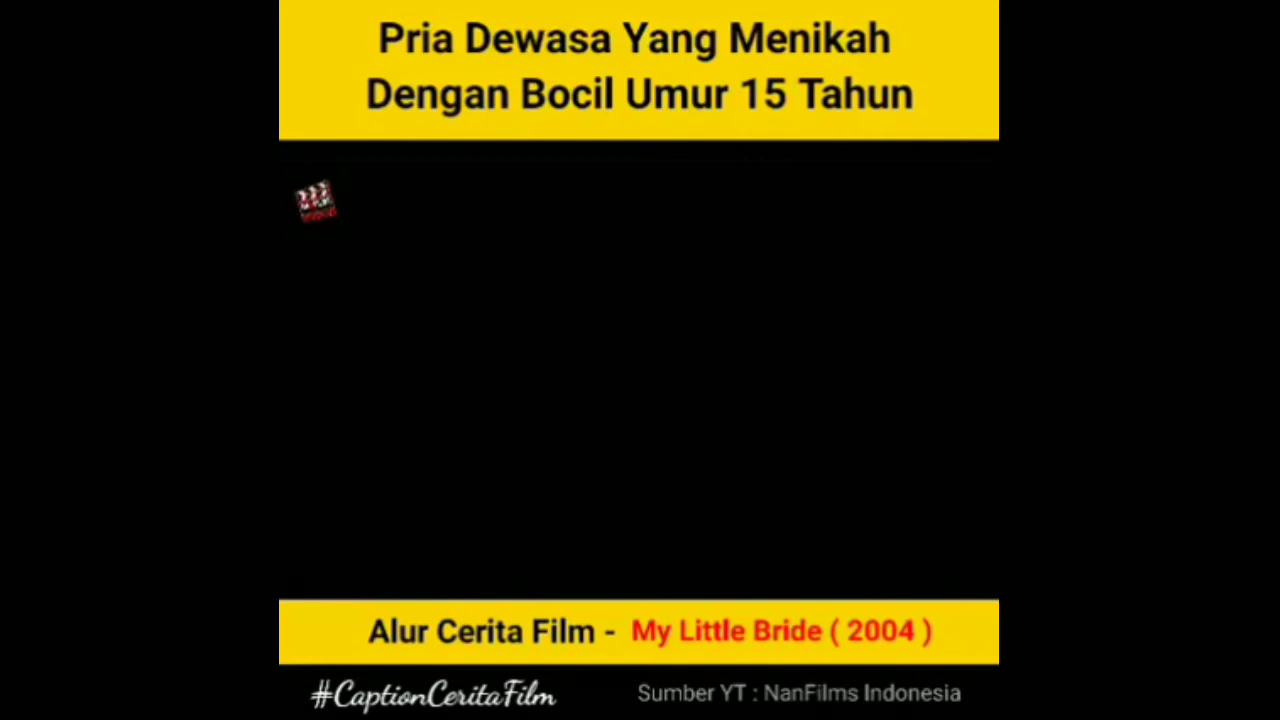 Pria Dewasa Yang Menikah
Dengan Bocil Umur 15 Tahun
Alur Cerita Film - My Little Bride ( 2004 )
#CaptionCeritaFilm
Sumber YT : NanFilms Indonesia